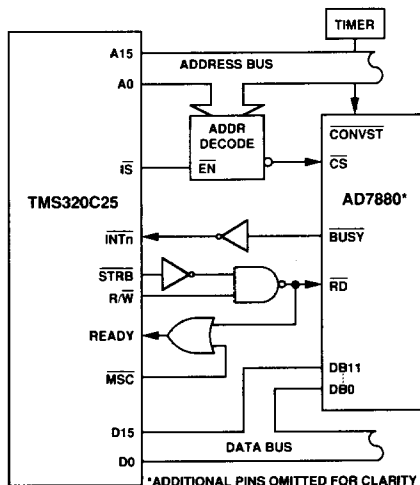 TIMER
A15
ADDRESS BUS
A0
ADDR
DECODE
CONVST
IS
EN
CS
TMS320C25
AD7880*
INTn
BUSY
STRB
R/W
RD
READY
MSC
DB11
DB0
D15
DATA BUS
D0
*ADDITIONAL PINS OMITTED FOR CLARITY